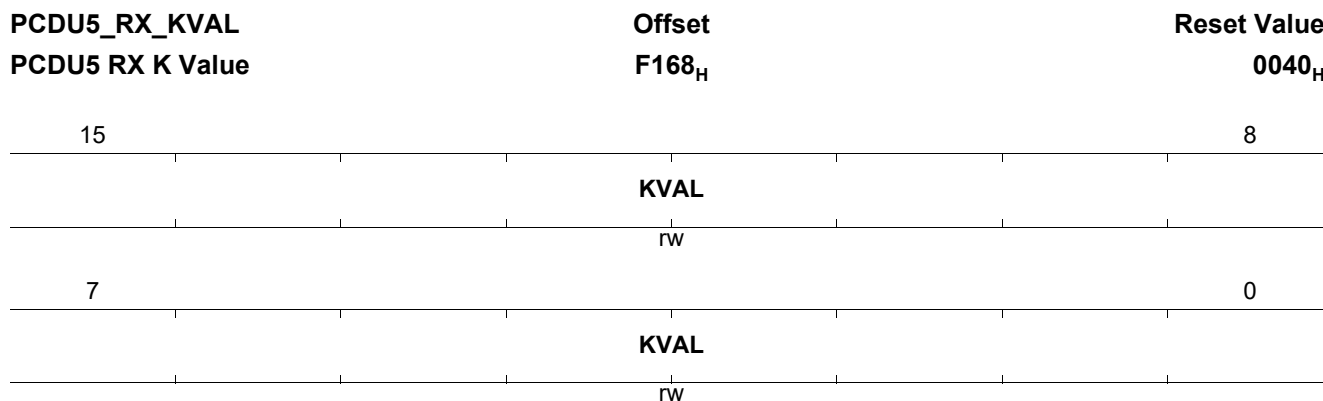 PCDU5_RX_KVAL Offset Reset Value
PCDU5 RX K Value F168H 0040H
15 8
KVAL
rw
7 0
KVAL
rw